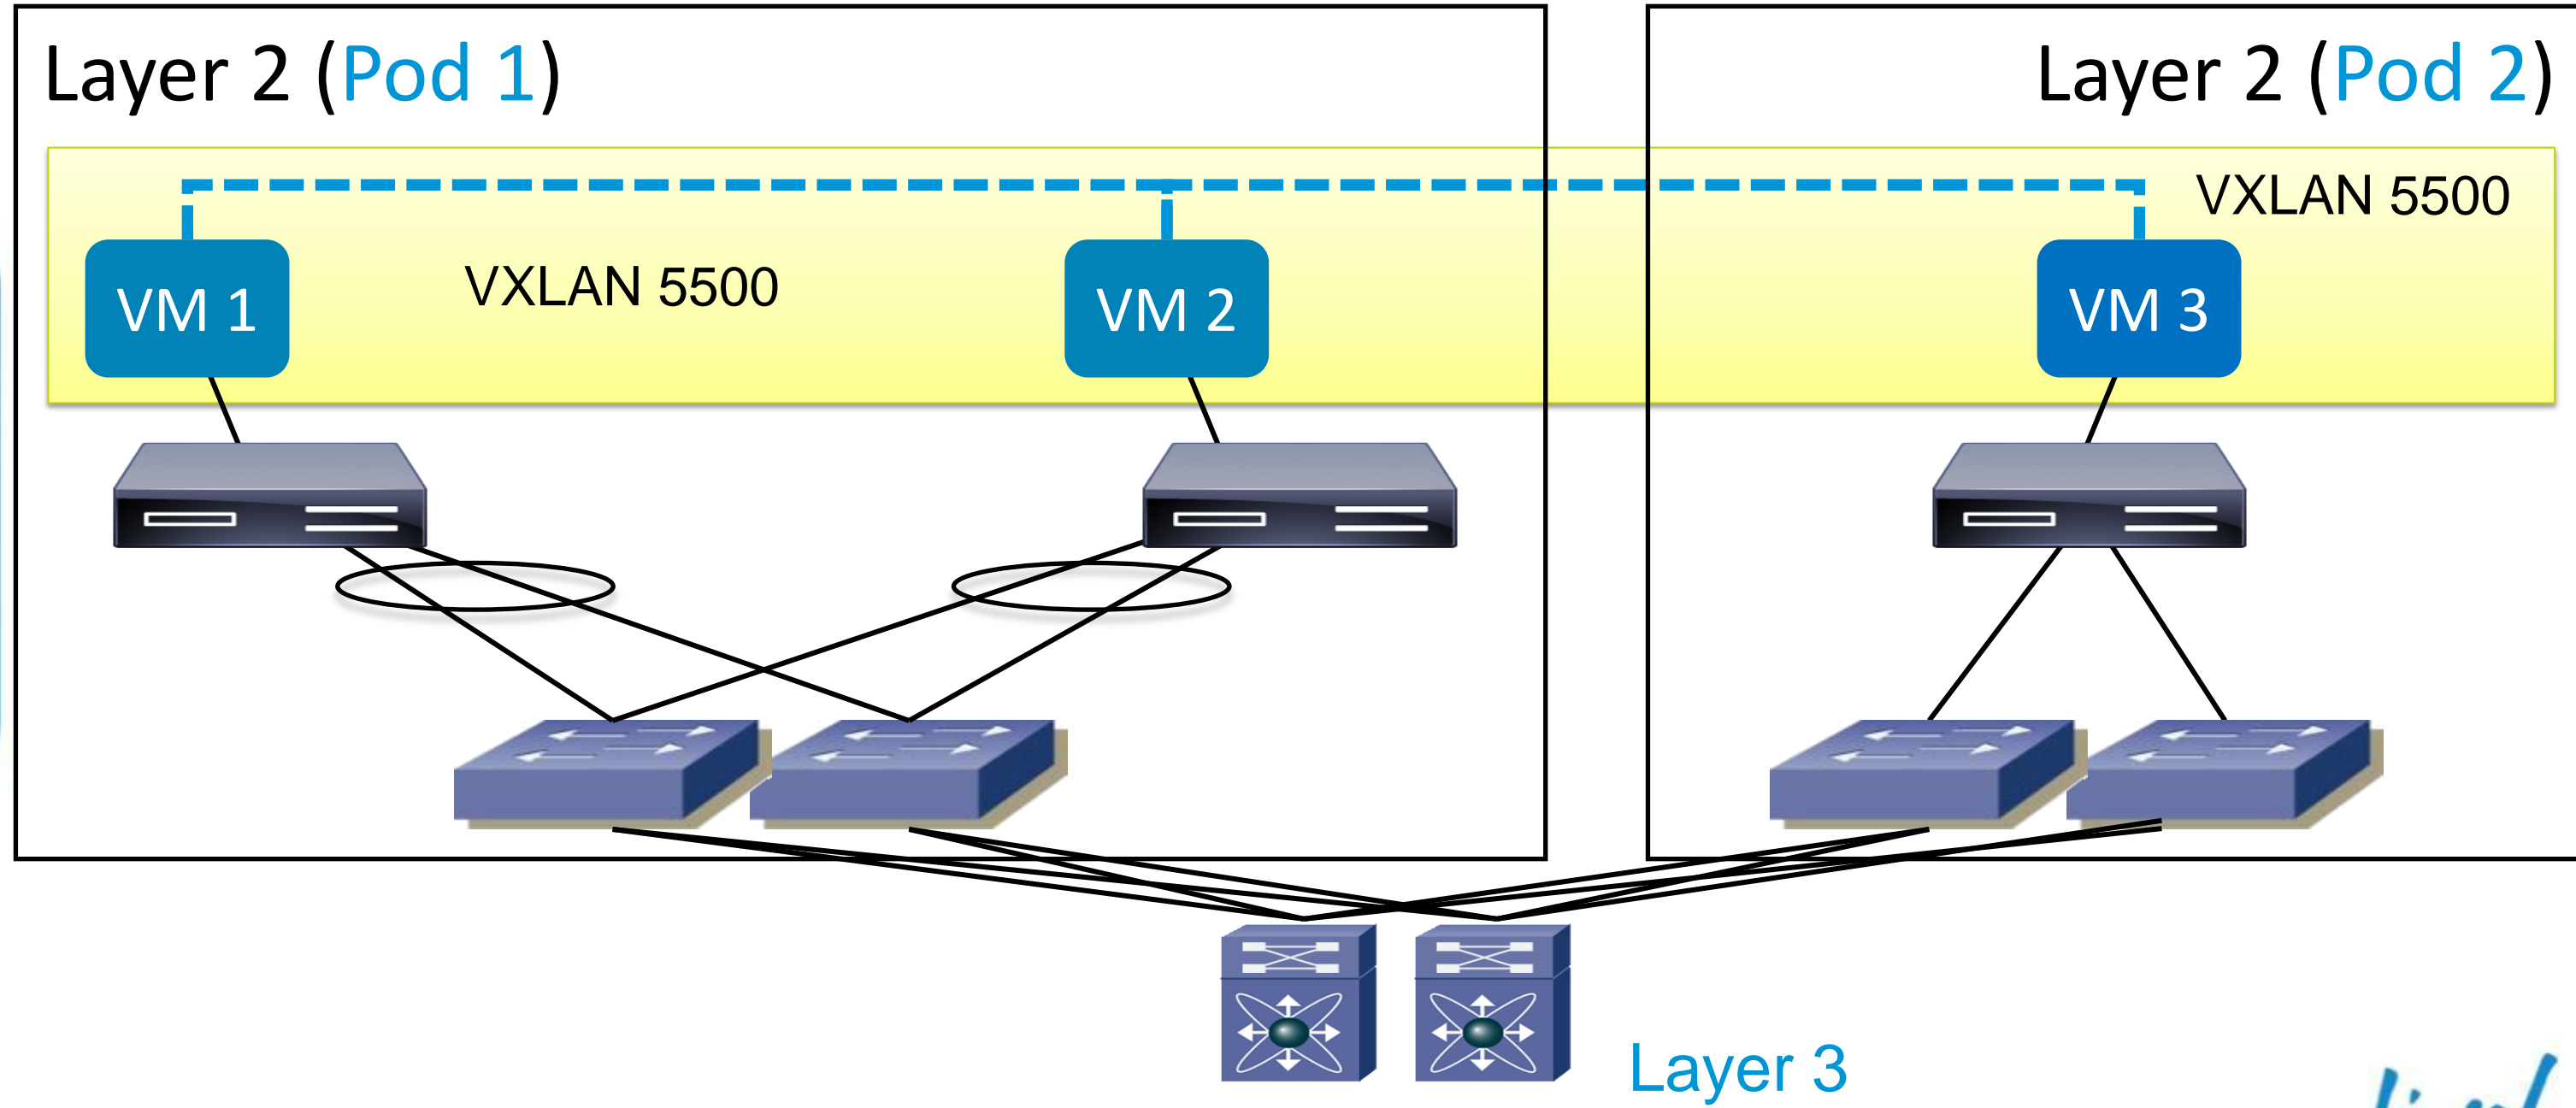 Layer 2 (Pod 1)
Layer 2 (Pod 2)
VXLAN 5500
VM 1
VXLAN 5500
VM 2
VM 3
Layer 3